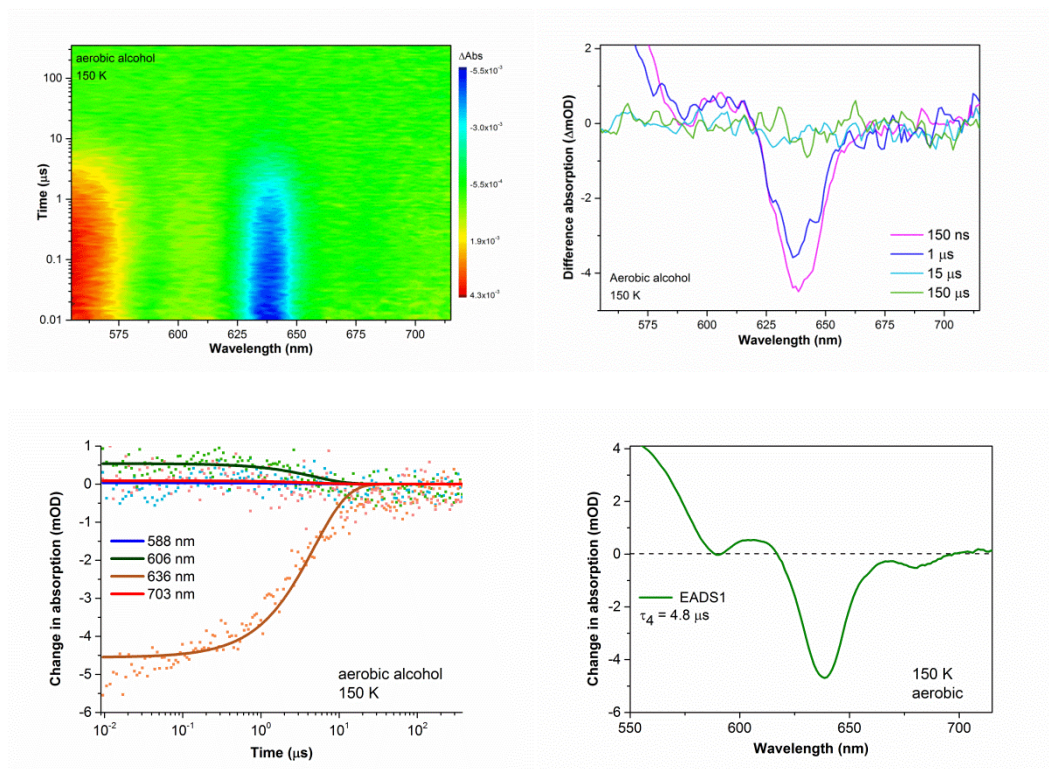 aerobic alcohol
150 K
100
10
1
0.1
0.01
575 600 625 650 675 700
Time (µs)
Wavelength (nm)
ΔAbs
-5.5x10⁻³
-3.0x10⁻³
-5.5x10⁻⁴
1.9x10⁻³
4.3x10⁻³
2
0
-2
-4
575 600 625 650 675 700
Difference absorption (ΔmOD)
Wavelength (nm)
Aerobic alcohol
150 K
150 ns
1 µs
15 µs
150 µs
1
0
-1
-2
-3
-4
-5
-6
10⁻² 10⁻¹ 10⁰ 10¹ 10²
Change in absorption (mOD)
Time (µs)
588 nm
606 nm
636 nm
703 nm
aerobic alcohol
150 K
4
2
0
-2
-4
-6
550 600 650 700
Change in absorption (mOD)
Wavelength (nm)
EADS1
τ₄ = 4.8 µs
150 K
aerobic